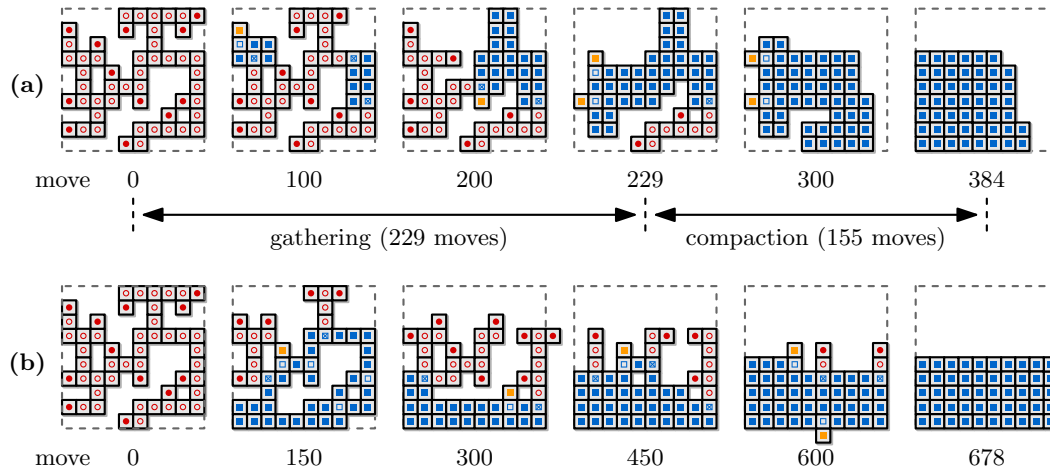 (a)
move 0 100 200 229 300 384
gathering (229 moves) compaction (155 moves)
(b)
move 0 150 300 450 600 678